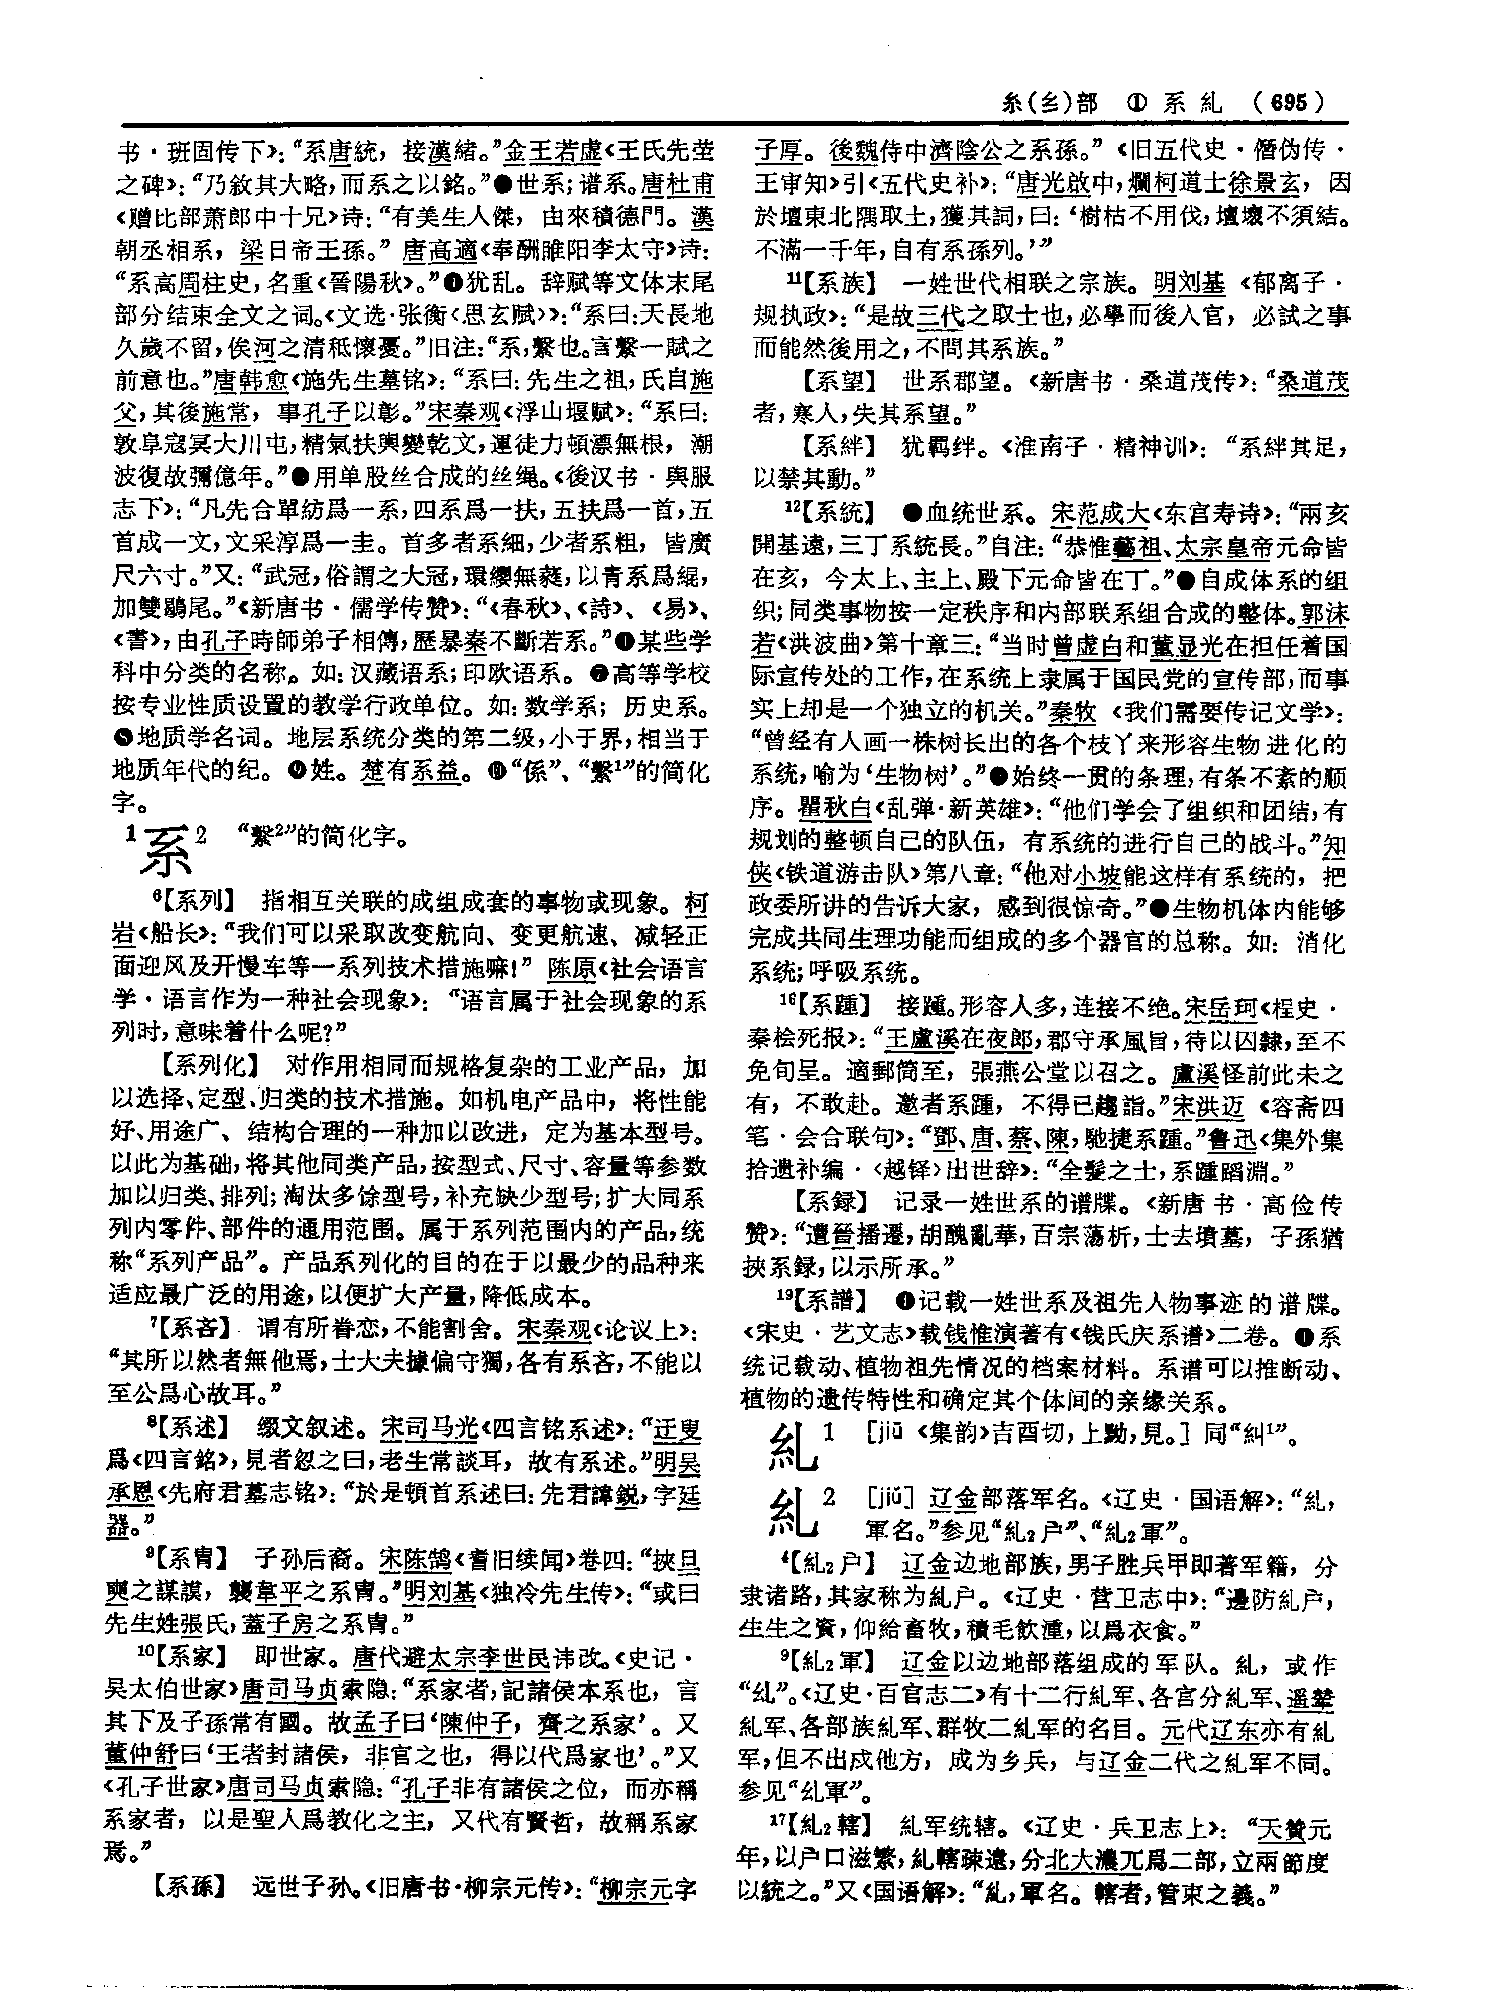 糸(纟)部 ① 系 糺 (695)
书·班固传下》：“系唐統，接漢緒。”金王若虚《王氏先茔
之碑》：“乃敘其大略，而系之以銘。”●世系；谱系。唐杜甫
《赠比部萧郎中十兄》诗：“有美生人傑，由來積德門。漢
朝丞相系，梁日帝王孫。”唐高適《奉酬睢阳李太守》诗：
“系高周柱史，名重《晉陽秋》。”❹犹乱。辞赋等文体末尾
部分结束全文之词。《文选·张衡〈思玄赋〉》：“系曰：天長地
久歲不留，俟河之清秖懷憂。”旧注：“系，繫也。言繫一賦之
前意也。”唐韩愈《施先生墓铭》：“系曰：先生之祖，氏自施
父，其後施常，事孔子以彰。”宋秦观《浮山堰赋》：“系曰：
敦阜寇冥大川屯，精氣扶輿變乾文，運徒力頓漂無根，潮
波復故彌億年。”●用单股丝合成的丝绳。《後汉书·舆服
志下》：“凡先合單紡爲一系，四系爲一扶，五扶爲一首，五
首成一文，文采淳爲一圭。首多者系細，少者系粗，皆廣
尺六寸。”又：“武冠，俗謂之大冠，環纓無蕤，以青系爲緄，
加雙鶡尾。”《新唐书·儒学传赞》：“《春秋》、《詩》、《易》、
《書》，由孔子時師弟子相傳，歷暴秦不斷若系。”❻某些学
科中分类的名称。如：汉藏语系；印欧语系。❼高等学校
按专业性质设置的教学行政单位。如：数学系；历史系。
❽地质学名词。地层系统分类的第二级，小于界，相当于
地质年代的纪。❾姓。楚有系益。❿“係”、“繫¹”的简化
字。
1系2 “繫²”的简化字。
⁶【系列】 指相互关联的成组成套的事物或现象。柯
岩《船长》：“我们可以采取改变航向、变更航速、减轻正
面迎风及开慢车等一系列技术措施嘛！”陈原《社会语言
学·语言作为一种社会现象》：“语言属于社会现象的系
列时，意味着什么呢？”
【系列化】 对作用相同而规格复杂的工业产品，加
以选择、定型、归类的技术措施。如机电产品中，将性能
好、用途广、结构合理的一种加以改进，定为基本型号。
以此为基础，将其他同类产品，按型式、尺寸、容量等参数
加以归类、排列；淘汰多馀型号，补充缺少型号；扩大同系
列内零件、部件的通用范围。属于系列范围内的产品，统
称“系列产品”。产品系列化的目的在于以最少的品种来
适应最广泛的用途，以便扩大产量，降低成本。
⁷【系吝】 谓有所眷恋，不能割舍。宋秦观《论议上》：
“其所以然者無他焉，士大夫據偏守獨，各有系吝，不能以
至公爲心故耳。”
⁸【系述】 缀文叙述。宋司马光《四言铭系述》：“迂叟
爲《四言銘》，見者忽之曰，老生常談耳，故有系述。”明吴
承恩《先府君墓志铭》：“於是頓首系述曰：先君諱鋭，字廷
器。”
⁹【系胄】 子孙后裔。宋陈鹄《耆旧续闻》卷四：“挾旦
奭之謀謨，襲韋平之系冑。”明刘基《独冷先生传》：“或曰
先生姓張氏，蓋子房之系冑。”
¹⁰【系家】 即世家。唐代避太宗李世民讳改。《史记·
吴太伯世家》唐司马贞索隐：“系家者，記諸侯本系也，言
其下及子孫常有國。故孟子曰‘陳仲子，齊之系家’。又
董仲舒曰‘王者封諸侯，非官之也，得以代爲家也’。”又
《孔子世家》唐司马贞索隐：“孔子非有諸侯之位，而亦稱
系家者，以是聖人爲教化之主，又代有賢哲，故稱系家
焉。”
【系孫】 远世子孙。《旧唐书·柳宗元传》：“柳宗元字
子厚。後魏侍中濟陰公之系孫。”《旧五代史·僭伪传·
王审知》引《五代史补》：“唐光啟中，爛柯道士徐景玄，因
於壇東北隅取土，獲其詞，曰：‘樹枯不用伐，壇壞不須結。
不滿一千年，自有系孫列。’”
¹¹【系族】 一姓世代相联之宗族。明刘基《郁离子·
规执政》：“是故三代之取士也，必學而後入官，必試之事
而能然後用之，不問其系族。”
【系望】 世系郡望。《新唐书·桑道茂传》：“桑道茂
者，寒人，失其系望。”
【系絆】 犹羁绊。《淮南子·精神训》：“系絆其足，
以禁其動。”
¹²【系統】 ●血统世系。宋范成大《东宫寿诗》：“兩亥
開基遠，三丁系統長。”自注：“恭惟藝祖、太宗皇帝元命皆
在亥，今太上、主上、殿下元命皆在丁。”●自成体系的组
织；同类事物按一定秩序和内部联系组合成的整体。郭沫
若《洪波曲》第十章三：“当时曾虚白和董显光在担任着国
际宣传处的工作，在系统上隶属于国民党的宣传部，而事
实上却是一个独立的机关。”秦牧《我们需要传记文学》：
“曾经有人画一株树长出的各个枝丫来形容生物进化的
系统，喻为‘生物树’。”●始终一贯的条理，有条不紊的顺
序。瞿秋白《乱弹·新英雄》：“他们学会了组织和团结，有
规划的整顿自己的队伍，有系统的进行自己的战斗。”知
侠《铁道游击队》第八章：“他对小坡能这样有系统的，把
政委所讲的告诉大家，感到很惊奇。”●生物机体内能够
完成共同生理功能而组成的多个器官的总称。如：消化
系统；呼吸系统。
¹⁶【系踵】 接踵。形容人多，连接不绝。宋岳珂《桯史·
秦桧死报》：“王盧溪在夜郎，郡守承風旨，待以囚隸，至不
免旬呈。適郵筒至，張燕公堂以召之。盧溪怪前此未之
有，不敢赴。邀者系踵，不得已趨詣。”宋洪迈《容斋四
笔·会合联句》：“鄧、唐、蔡、陳，馳捷系踵。”鲁迅《集外集
拾遗补编·〈越铎〉出世辞》：“全髮之士，系踵蹈淵。”
【系録】 记录一姓世系的谱牒。《新唐书·高俭传
赞》：“遭晉播遷，胡醜亂華，百宗蕩析，士去墳墓，子孫猶
挾系録，以示所承。”
¹⁹【系譜】 ❶记载一姓世系及祖先人物事迹的谱牒。
《宋史·艺文志》载钱惟演著有《钱氏庆系谱》二卷。❷系
统记载动、植物祖先情况的档案材料。系谱可以推断动、
植物的遗传特性和确定其个体间的亲缘关系。
糺1 [jiū 《集韵》吉酉切，上黝，見。] 同“糾¹”。
糺2 [jiǔ] 辽金部落军名。《辽史·国语解》：“糺，
軍名。”参见“糺₂户”、“糺₂軍”。
⁴【糺₂户】 辽金边地部族，男子胜兵甲即著军籍，分
隶诸路，其家称为糺户。《辽史·营卫志中》：“邊防糺户，
生生之資，仰給畜牧，積毛飲湩，以爲衣食。”
⁹【糺₂軍】 辽金以边地部落组成的军队。糺，或作
“乣”。《辽史·百官志二》有十二行糺军、各宫分糺军、遥辇
糺军、各部族糺军、群牧二糺军的名目。元代辽东亦有糺
军，但不出戍他方，成为乡兵，与辽金二代之糺军不同。
参见“乣軍”。
¹⁷【糺₂轄】 糺军统辖。《辽史·兵卫志上》：“天贊元
年，以户口滋繁，糺轄疎遠，分北大濃兀爲二部，立兩節度
以統之。”又《国语解》：“糺，軍名。轄者，管束之義。”